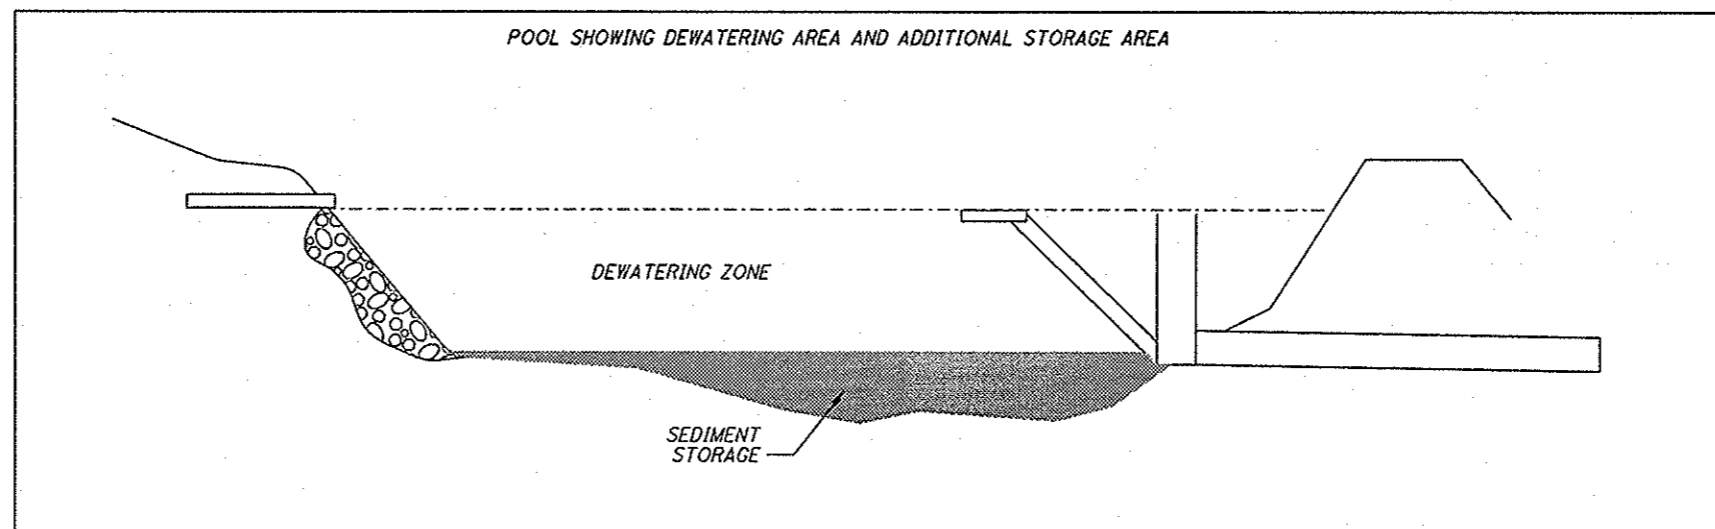 POOL SHOWING DEWATERING AREA AND ADDITIONAL STORAGE AREA
DEWATERING ZONE
SEDIMENT
STORAGE